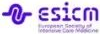 esicm
European Society of
Intensive Care Medicine